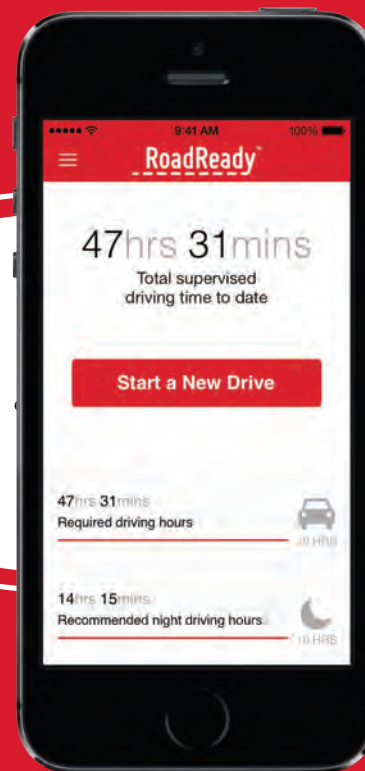 9:41 AM 100%
RoadReady™
47hrs 31mins
Total supervised
driving time to date
Start a New Drive
47hrs 31mins
Required driving hours
14hrs 15mins
Recommended night driving hours
10 HRS